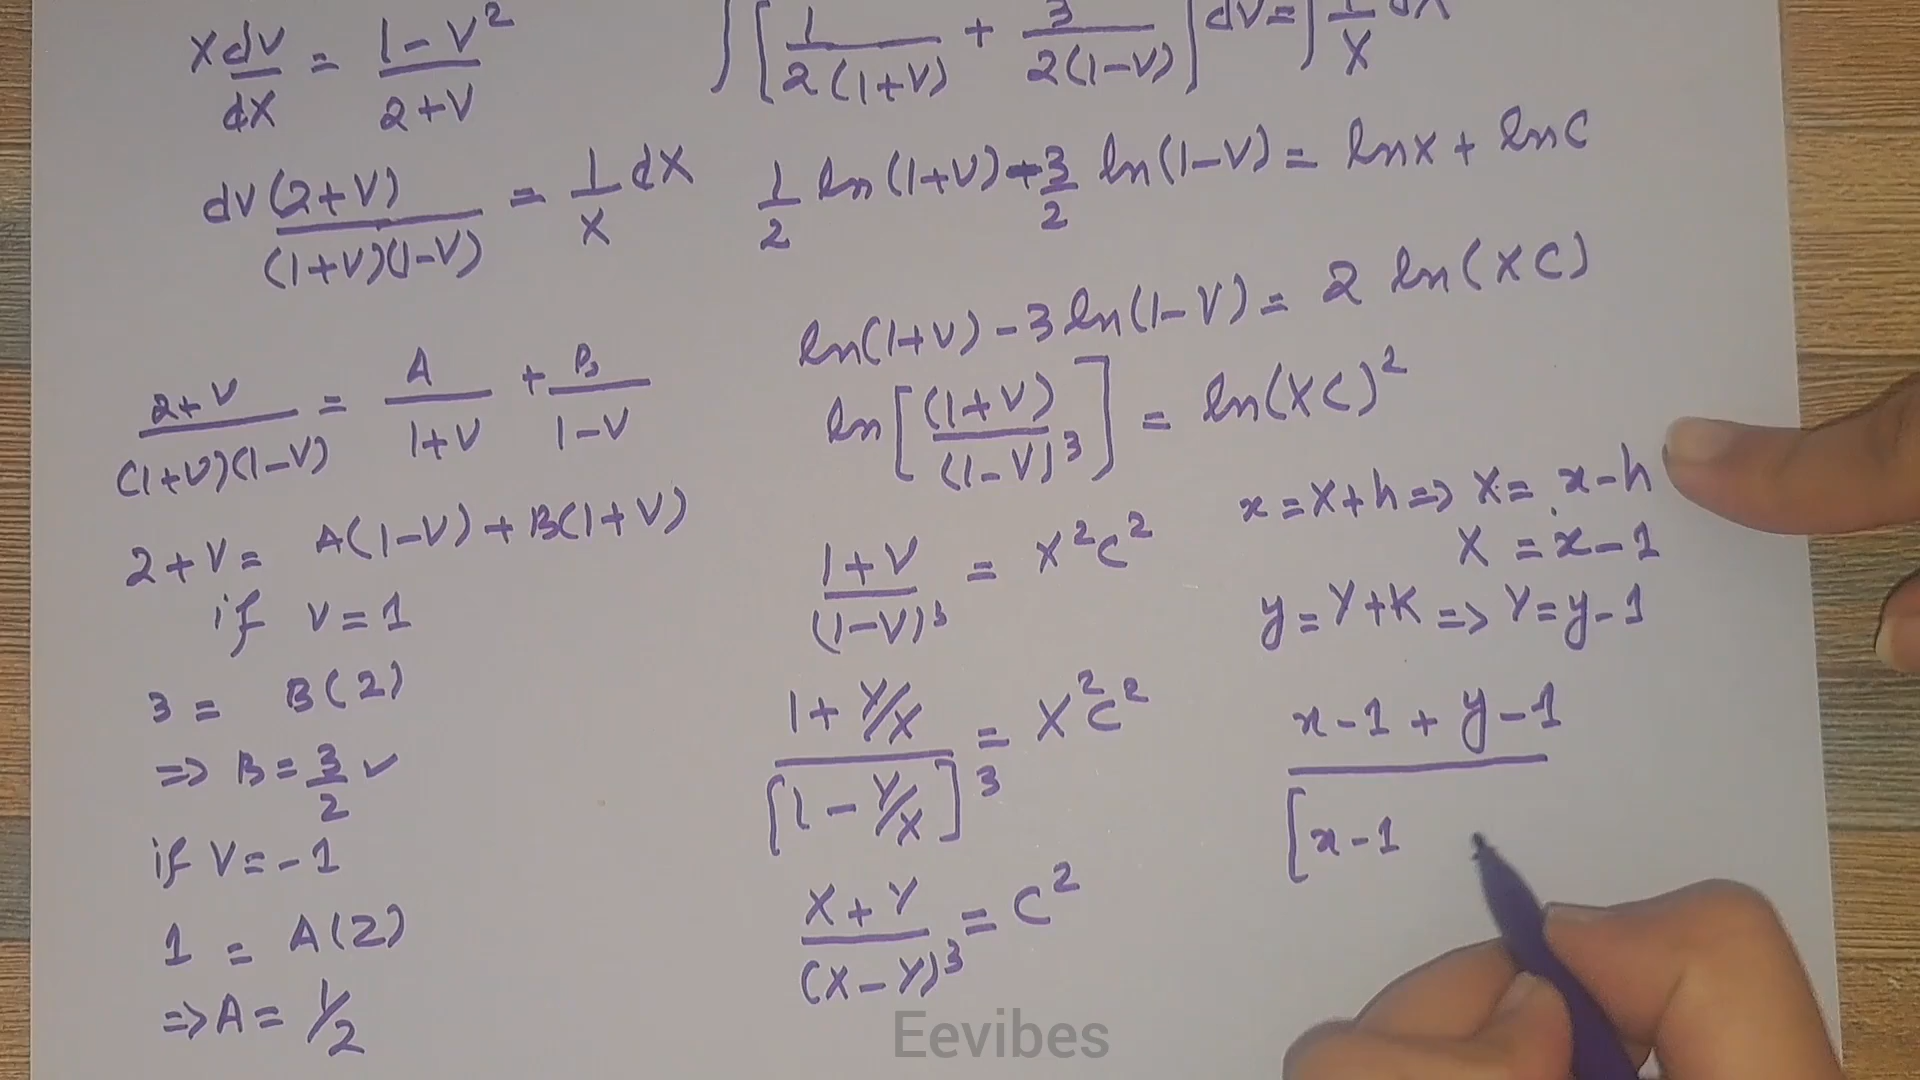 X dv/dX = (1-V²)/(2+V)
dv(2+V)/((1+V)(1-V)) = 1/X dX
(2+V)/((1+V)(1-V)) = A/(1+V) + B/(1-V)
2+V = A(1-V)+B(1+V)
if V=1
3 = B(2)
=> B = 3/2 ✓
if V=-1
1 = A(2)
=> A = 1/2
∫[1/(2(1+V)) + 3/(2(1-V))]dV = ∫1/X dX
1/2 ln(1+V) - 3/2 ln(1-V) = lnX + lnC
ln(1+V) - 3 ln(1-V) = 2 ln(XC)
ln[(1+V)/(1-V)³] = ln(XC)²
(1+V)/(1-V)³ = X²C²
(1+Y/X)/[1-Y/X]³ = X²C²
(X+Y)/(X-Y)³ = C²
x=X+h => X= x-h
X = x-1
y=Y+K => Y=y-1
x-1+y-1
[x-1
Eevibes